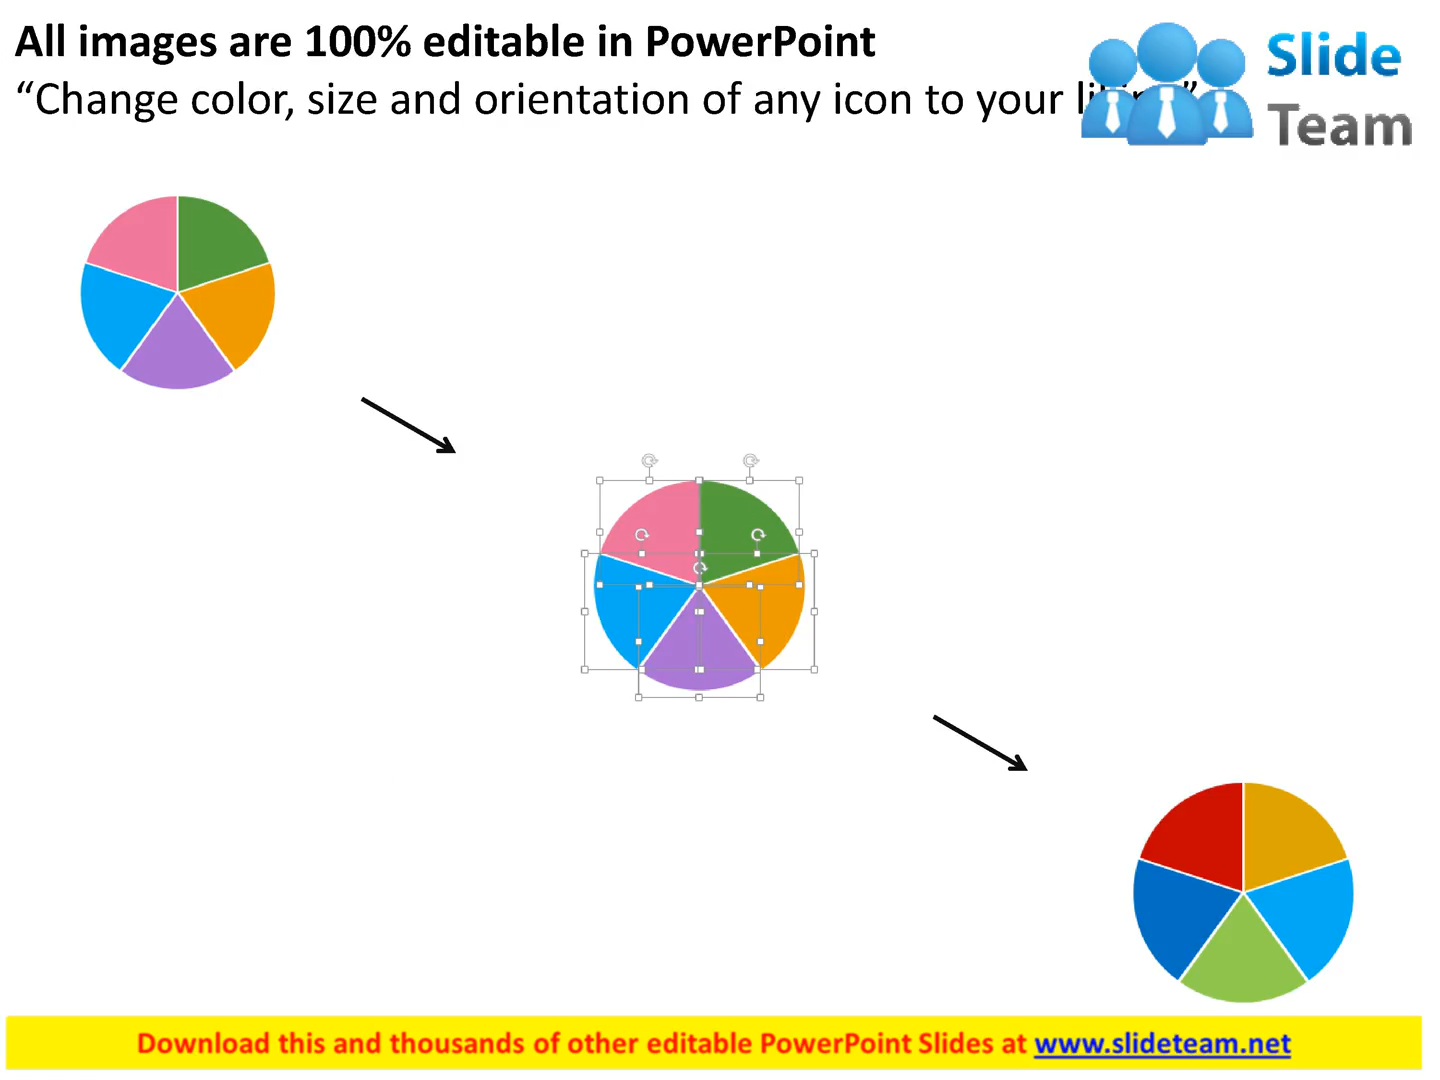 All images are 100% editable in PowerPoint
“Change color, size and orientation of any icon to your
Slide
Team
Download this and thousands of other editable PowerPoint Slides at www.slideteam.net